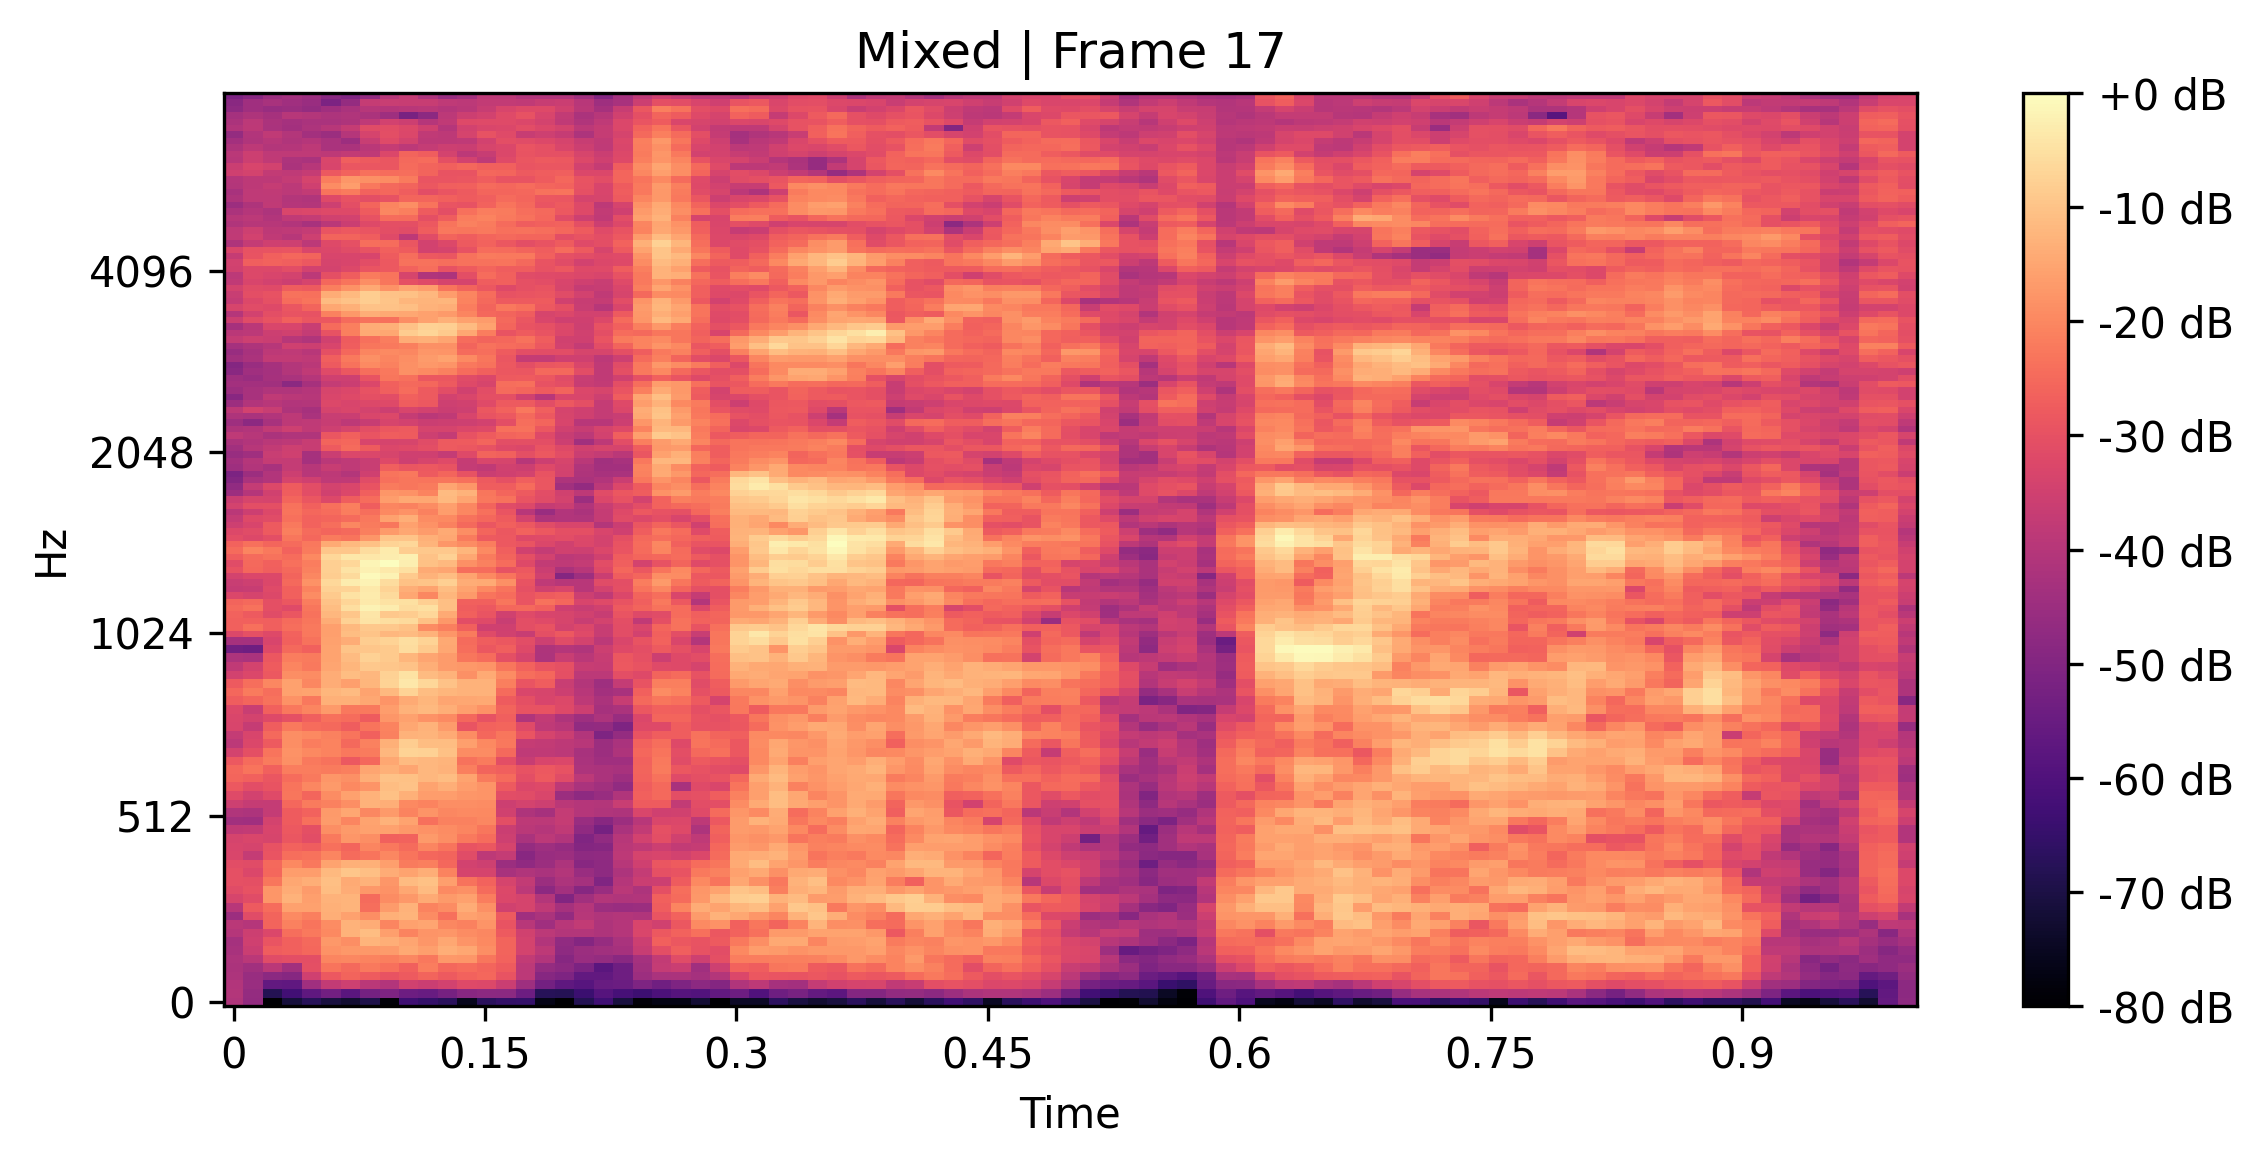 Mixed | Frame 17
+0 dB
-10 dB
-20 dB
-30 dB
-40 dB
-50 dB
-60 dB
-70 dB
-80 dB
4096
2048
1024
512
0
Hz
0 0.15 0.3 0.45 0.6 0.75 0.9
Time